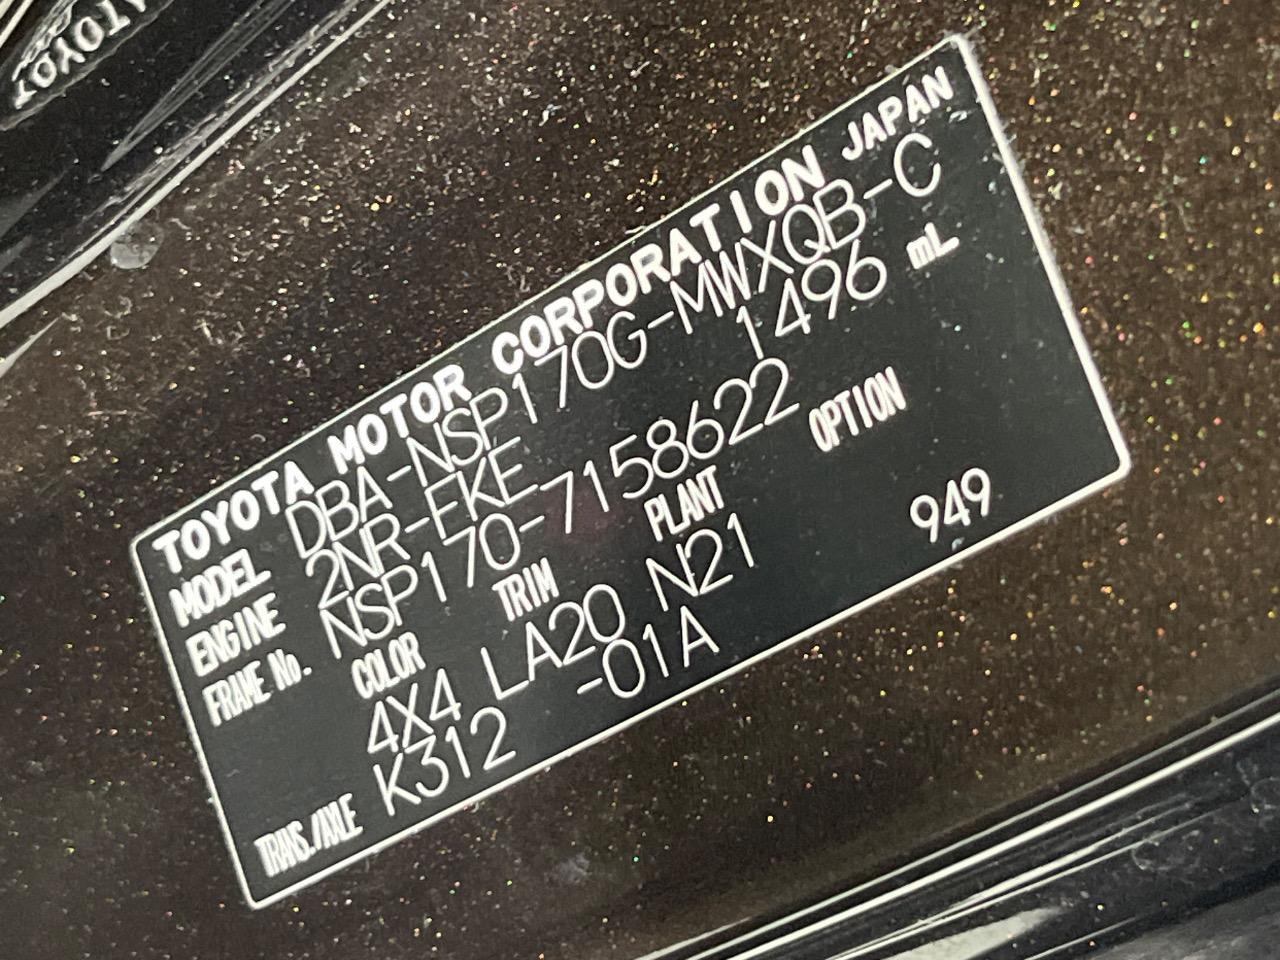 TOYOTA
TOYOTA MOTOR CORPORATION JAPAN
MODEL DBA-NSP170G-MWXQB-C
ENGINE 2NR-FKE 1496 mL
FRAME No. NSP170-7158622
COLOR TRIM PLANT OPTION
4X4 LA20 N21 949
TRANS./AXLE K312 -01A